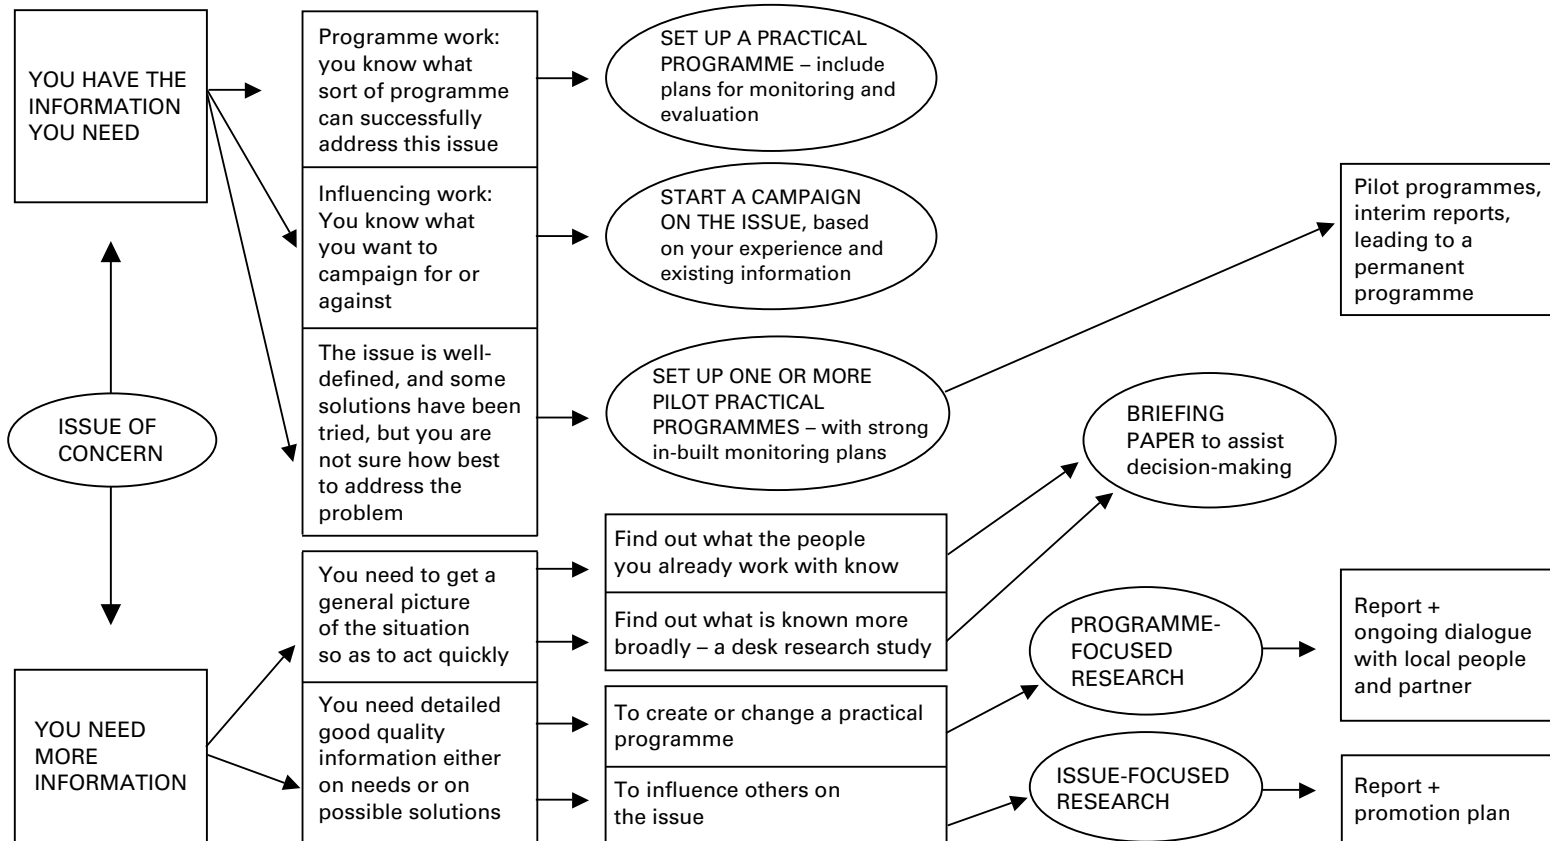 YOU HAVE THE
INFORMATION
YOU NEED
Programme work:
you know what
sort of programme
can successfully
address this issue
SET UP A PRACTICAL
PROGRAMME – include
plans for monitoring and
evaluation
Influencing work:
You know what
you want to
campaign for or
against
START A CAMPAIGN
ON THE ISSUE, based
on your experience and
existing information
Pilot programmes,
interim reports,
leading to a
permanent
programme
The issue is well-
defined, and some
solutions have been
tried, but you are
not sure how best
to address the
problem
SET UP ONE OR MORE
PILOT PRACTICAL
PROGRAMMES – with strong
in-built monitoring plans
ISSUE OF
CONCERN
BRIEFING
PAPER to assist
decision-making
You need to get a
general picture
of the situation
so as to act quickly
Find out what the people
you already work with know
Find out what is known more
broadly – a desk research study
PROGRAMME-
FOCUSED
RESEARCH
Report +
ongoing dialogue
with local people
and partner
YOU NEED
MORE
INFORMATION
You need detailed
good quality
information either
on needs or on
possible solutions
To create or change a practical
programme
To influence others on
the issue
ISSUE-FOCUSED
RESEARCH
Report +
promotion plan